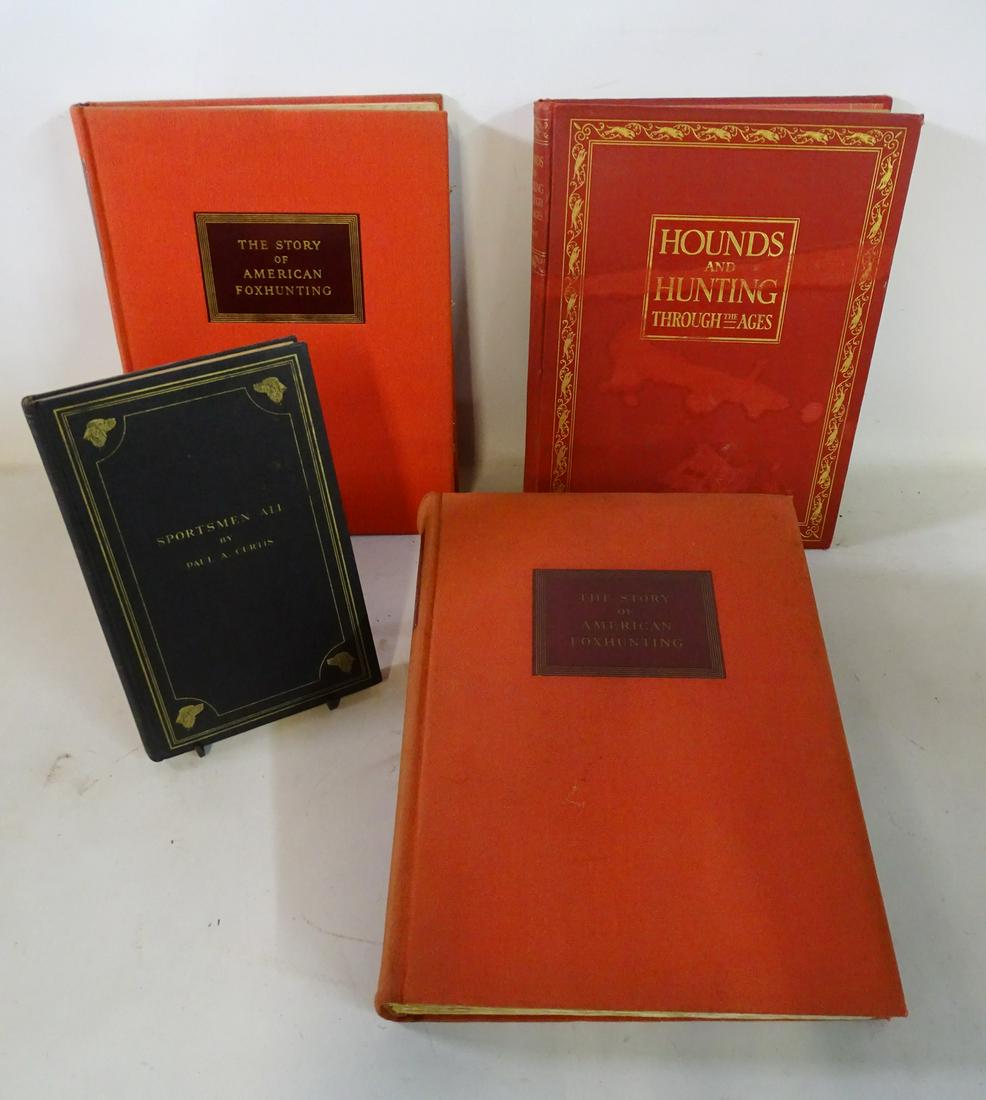 THE STORY
OF
AMERICAN
FOXHUNTING
HOUNDS
AND
HUNTING
THROUGH THE AGES
SPORTSMEN ALL
BY
PAUL A. CURTIS
THE STORY
OF
AMERICAN
FOXHUNTING